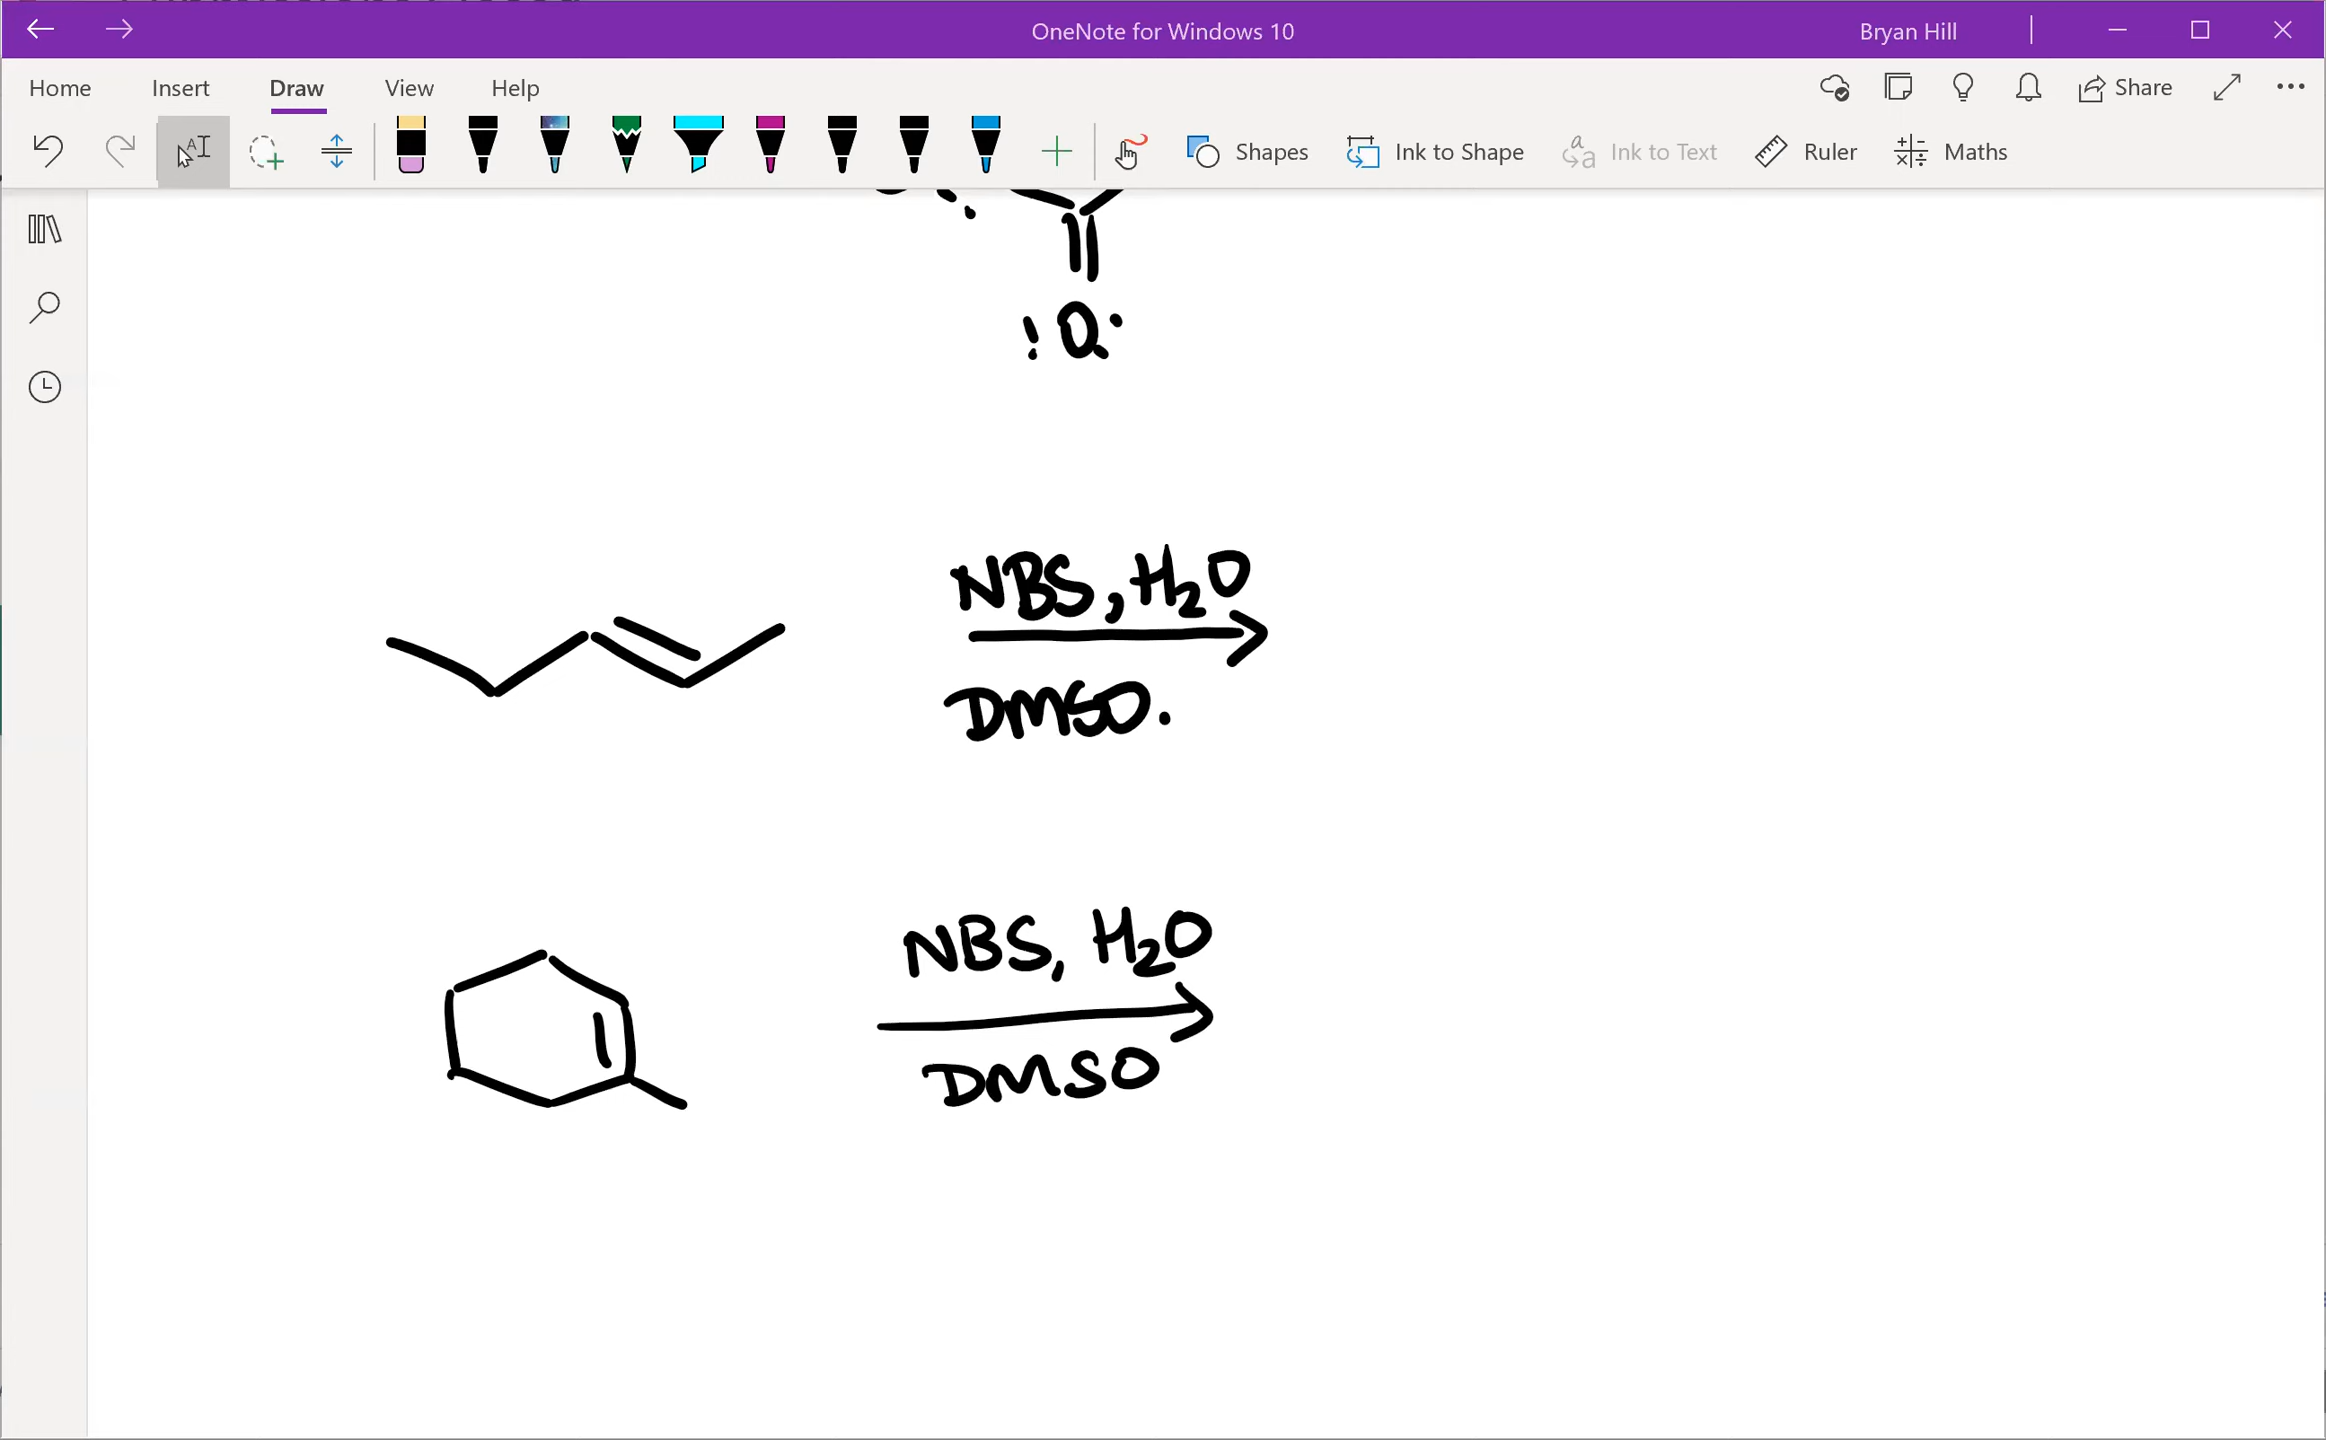 OneNote for Windows 10
Bryan Hill
Home Insert Draw View Help
Share
Shapes Ink to Shape Ink to Text Ruler Maths
:O:
NBS, H₂O
DMSO.
NBS, H₂O
DMSO